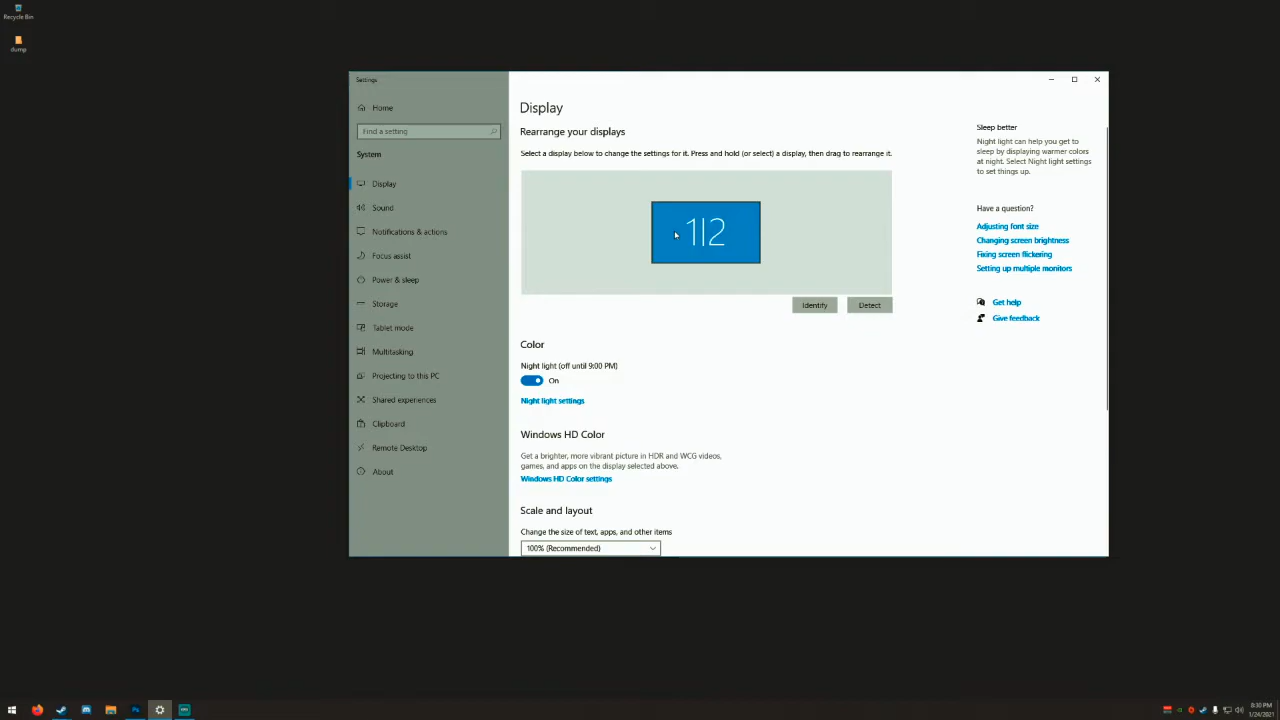 Recycle Bin
dump
Settings
Home
Find a setting
System
Display
Sound
Notifications & actions
Focus assist
Power & sleep
Storage
Tablet mode
Multitasking
Projecting to this PC
Shared experiences
Clipboard
Remote Desktop
About
Display
Rearrange your displays
Select a display below to change the settings for it. Press and hold (or select) a display, then drag to rearrange it.
1|2
Identify
Detect
Color
Night light (off until 9:00 PM)
On
Night light settings
Windows HD Color
Get a brighter, more vibrant picture in HDR and WCG videos,
games, and apps on the display selected above.
Windows HD Color settings
Scale and layout
Change the size of text, apps, and other items
100% (Recommended)
Sleep better
Night light can help you get to
sleep by displaying warmer colors
at night. Select Night light settings
to set things up.
Have a question?
Adjusting font size
Changing screen brightness
Fixing screen flickering
Setting up multiple monitors
Get help
Give feedback
8:30 PM
1/24/2021